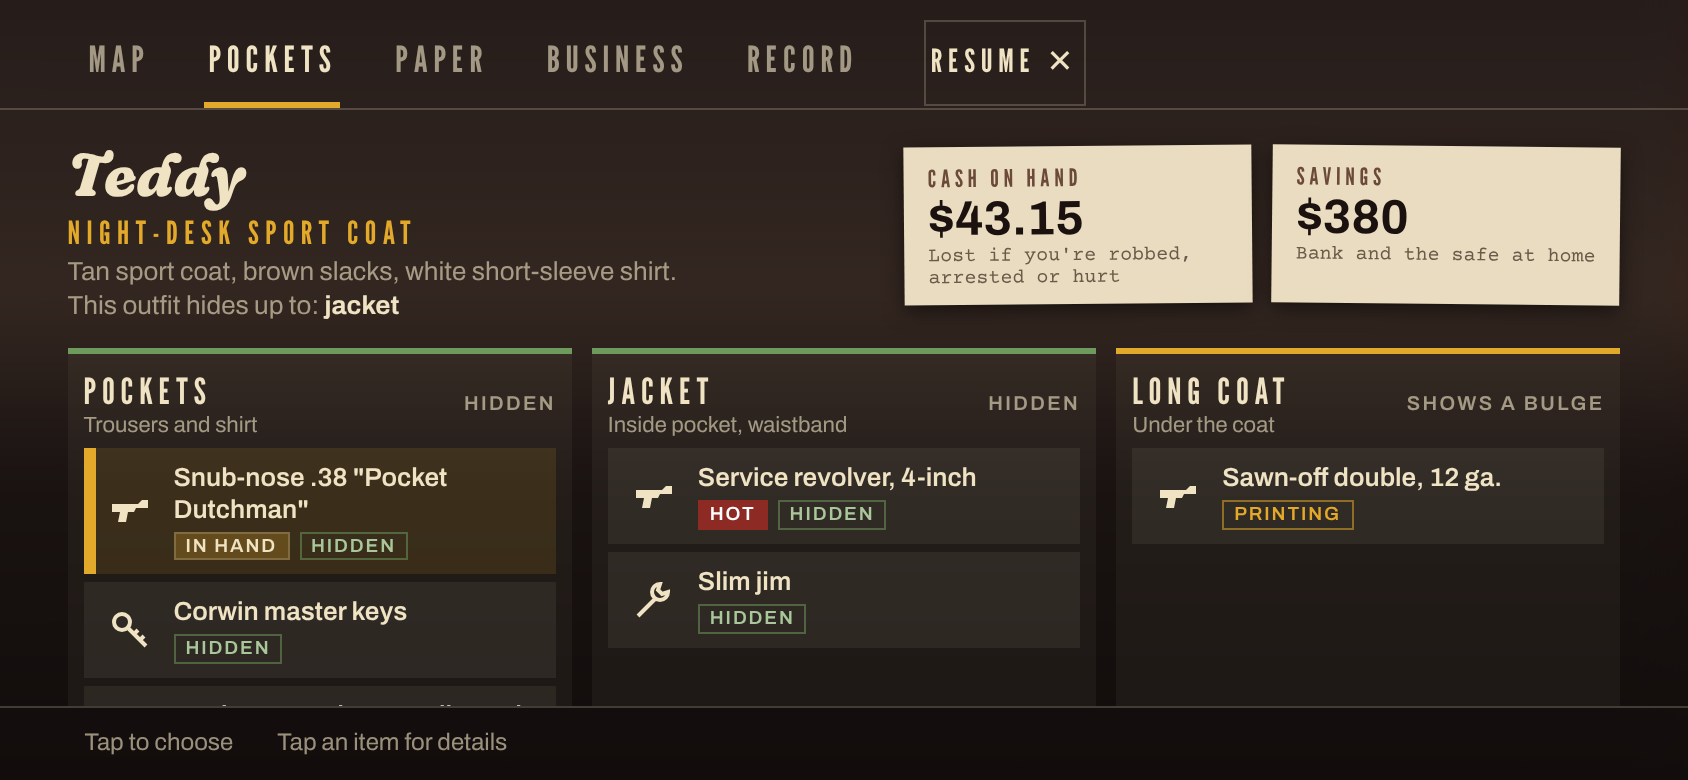 MAP POCKETS PAPER BUSINESS RECORD RESUME ✕
Teddy
NIGHT-DESK SPORT COAT
Tan sport coat, brown slacks, white short-sleeve shirt.
This outfit hides up to: jacket
CASH ON HAND
$43.15
Lost if you're robbed,
arrested or hurt
SAVINGS
$380
Bank and the safe at home
POCKETS
HIDDEN
Trousers and shirt
Snub-nose .38 "Pocket
Dutchman"
IN HAND HIDDEN
Corwin master keys
HIDDEN
JACKET
HIDDEN
Inside pocket, waistband
Service revolver, 4-inch
HOT HIDDEN
Slim jim
HIDDEN
LONG COAT
SHOWS A BULGE
Under the coat
Sawn-off double, 12 ga.
PRINTING
Tap to choose Tap an item for details